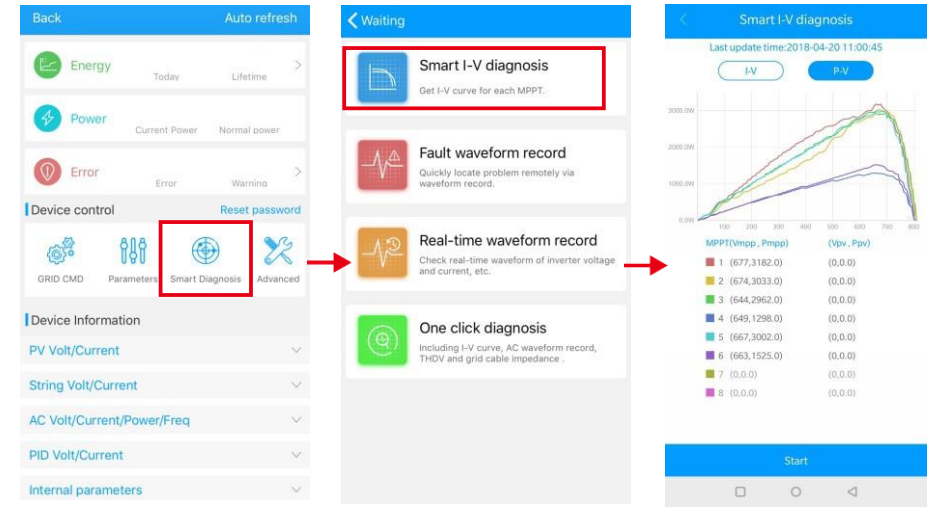 Back Auto refresh
Energy
Today Lifetime
Power
Current Power Normal power
Error
Error Warning
Device control Reset password
GRID CMD Parameters Smart Diagnosis Advanced
Device Information
PV Volt/Current
String Volt/Current
AC Volt/Current/Power/Freq
PID Volt/Current
Internal parameters
Waiting
Smart I-V diagnosis
Get I-V curve for each MPPT.
Fault waveform record
Quickly locate problem remotely via
waveform record.
Real-time waveform record
Check real-time waveform of inverter voltage
and current, etc.
One click diagnosis
Including I-V curve, AC waveform record,
THDV and grid cable impedance .
Smart I-V diagnosis
Last update time:2018-04-20 11:00:45
I-V P-V
3000.0W
2000.0W
1000.0W
0.0W
100 200 300 400 500 600 700 800
MPPT(Vmpp , Pmpp) (Vpv , Ppv)
1 (677,3182.0) (0,0.0)
2 (674,3033.0) (0,0.0)
3 (644,2962.0) (0,0.0)
4 (649,1298.0) (0,0.0)
5 (667,3002.0) (0,0.0)
6 (663,1525.0) (0,0.0)
7 (0,0.0) (0,0.0)
8 (0,0.0) (0,0.0)
Start